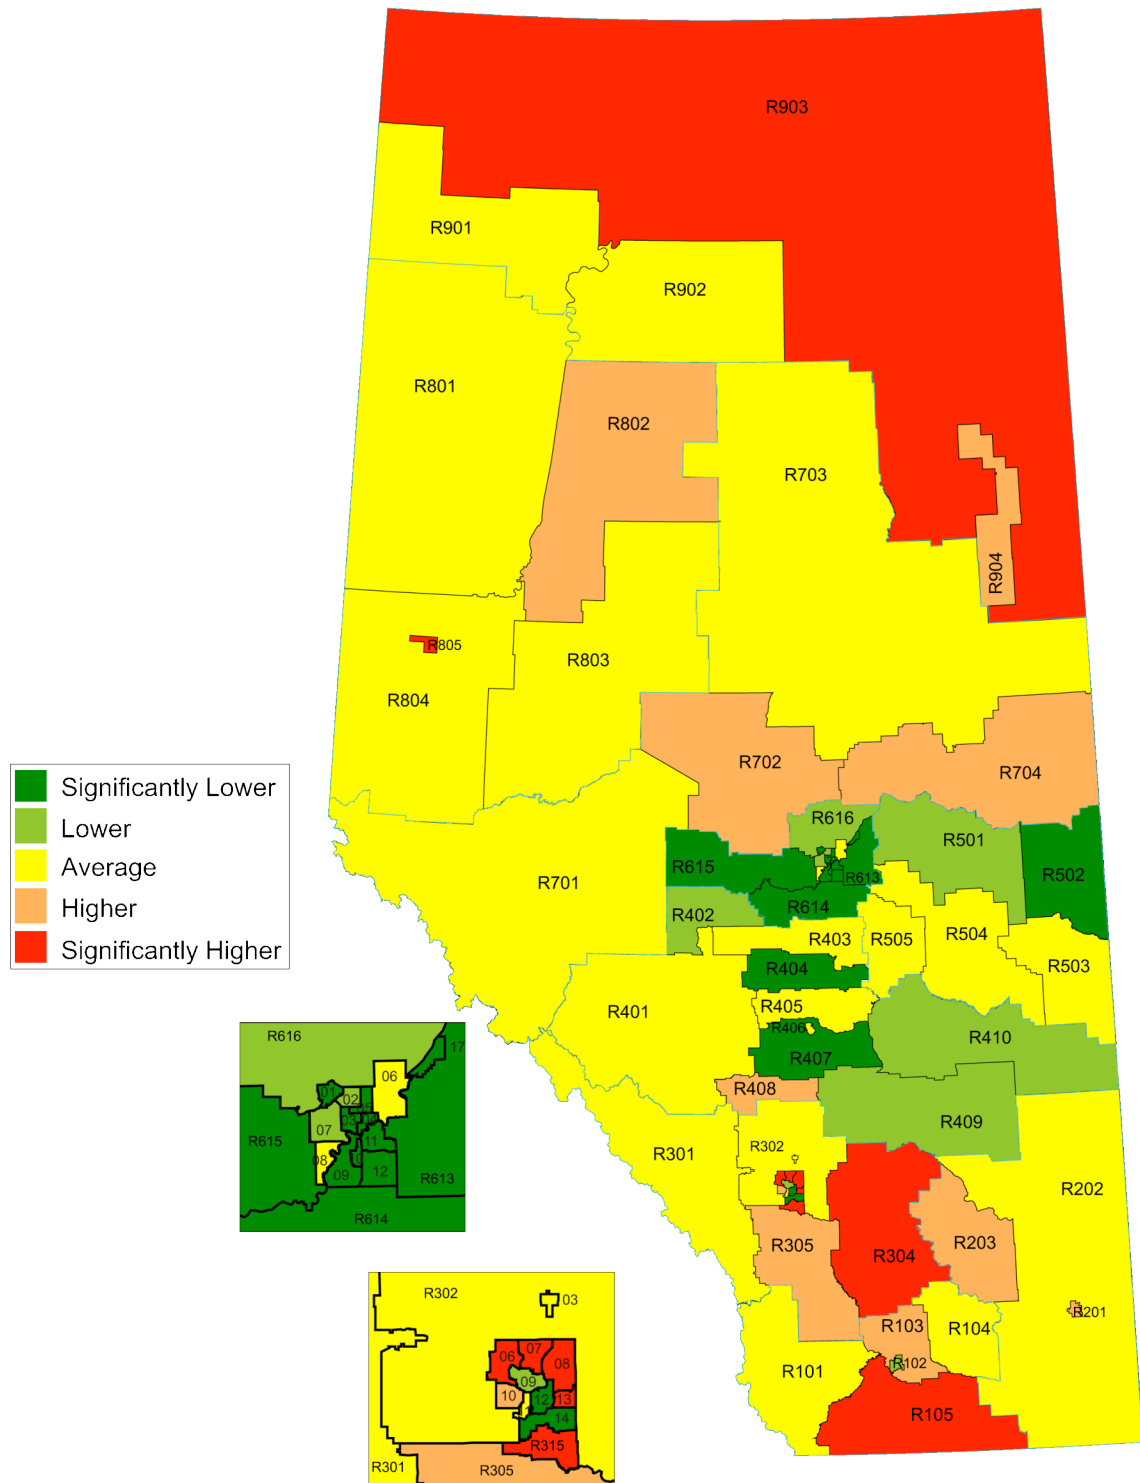 R903
R901
R902
R801
R802
R703
R904
R805
R803
R804
R702
R704
Significantly Lower
Lower
Average
Higher
Significantly Higher
R616
R501
R615
R613
R502
R701
R402
R614
R403
R505
R504
R503
R404
R405
R401
R406
R407
R410
R408
R409
R302
R301
R202
R305
R304
R203
R201
R103
R104
R102
R101
R105
R616
17
06
01
02
05
03
04
07
R615
11
08
09
12
R613
R614
R302
03
06
07
08
09
10
12
13
14
R315
R301
R305